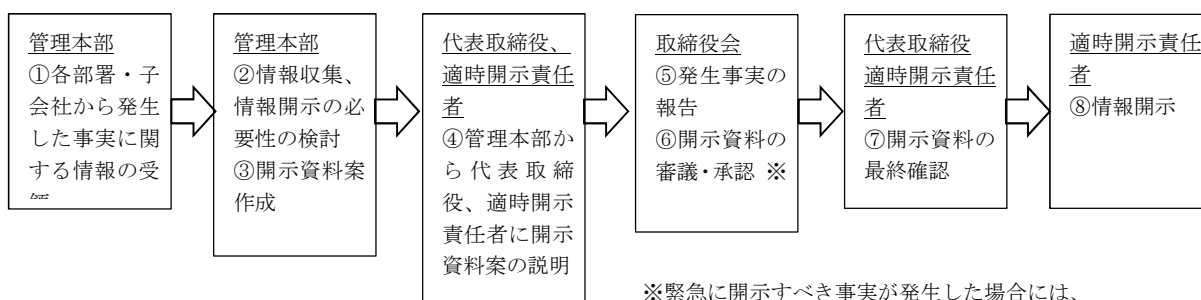 管理本部
①各部署・子
会社から発生
した事実に関
する情報の受
管理本部
②情報収集、
情報開示の必
要性の検討
③開示資料案
作成
代表取締役、
適時開示責任
者
④管理本部か
ら代表取締
役、適時開示
責任者に開示
資料案の説明
取締役会
⑤発生事実の
報告
⑥開示資料の
審議・承認 ※
代表取締役
適時開示責任
者
⑦開示資料の
最終確認
適時開示責任
者
⑧情報開示
※緊急に開示すべき事実が発生した場合には、